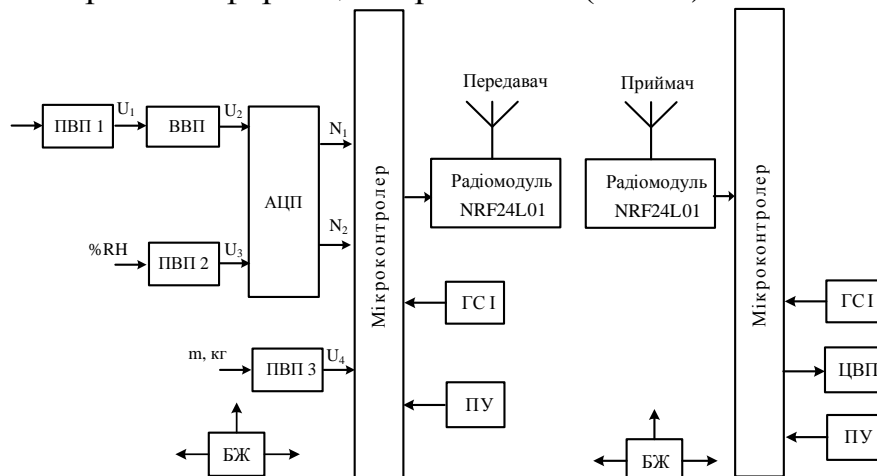 Передавач
Приймач
ПВП 1
U1
ВВП
U2
АЦП
N1
N2
%RH
ПВП 2
U3
m, кг
ПВП 3
U4
БЖ
Мікроконтролер
Радіомодуль
NRF24L01
ГС І
ПУ
Радіомодуль
NRF24L01
БЖ
Мікроконтролер
ГС І
ЦВП
ПУ